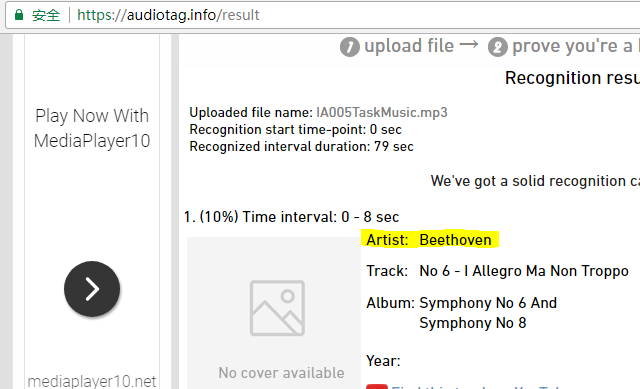 安全 https://audiotag.info/result
1 upload file → 2 prove you're a
Recognition resu
Play Now With
MediaPlayer10
Uploaded file name: IA005TaskMusic.mp3
Recognition start time-point: 0 sec
Recognized interval duration: 79 sec
We've got a solid recognition ca
1. (10%) Time interval: 0 - 8 sec
Artist: Beethoven
Track: No 6 - I Allegro Ma Non Troppo
Album: Symphony No 6 And
Symphony No 8
No cover available
Year:
mediaplayer10.net